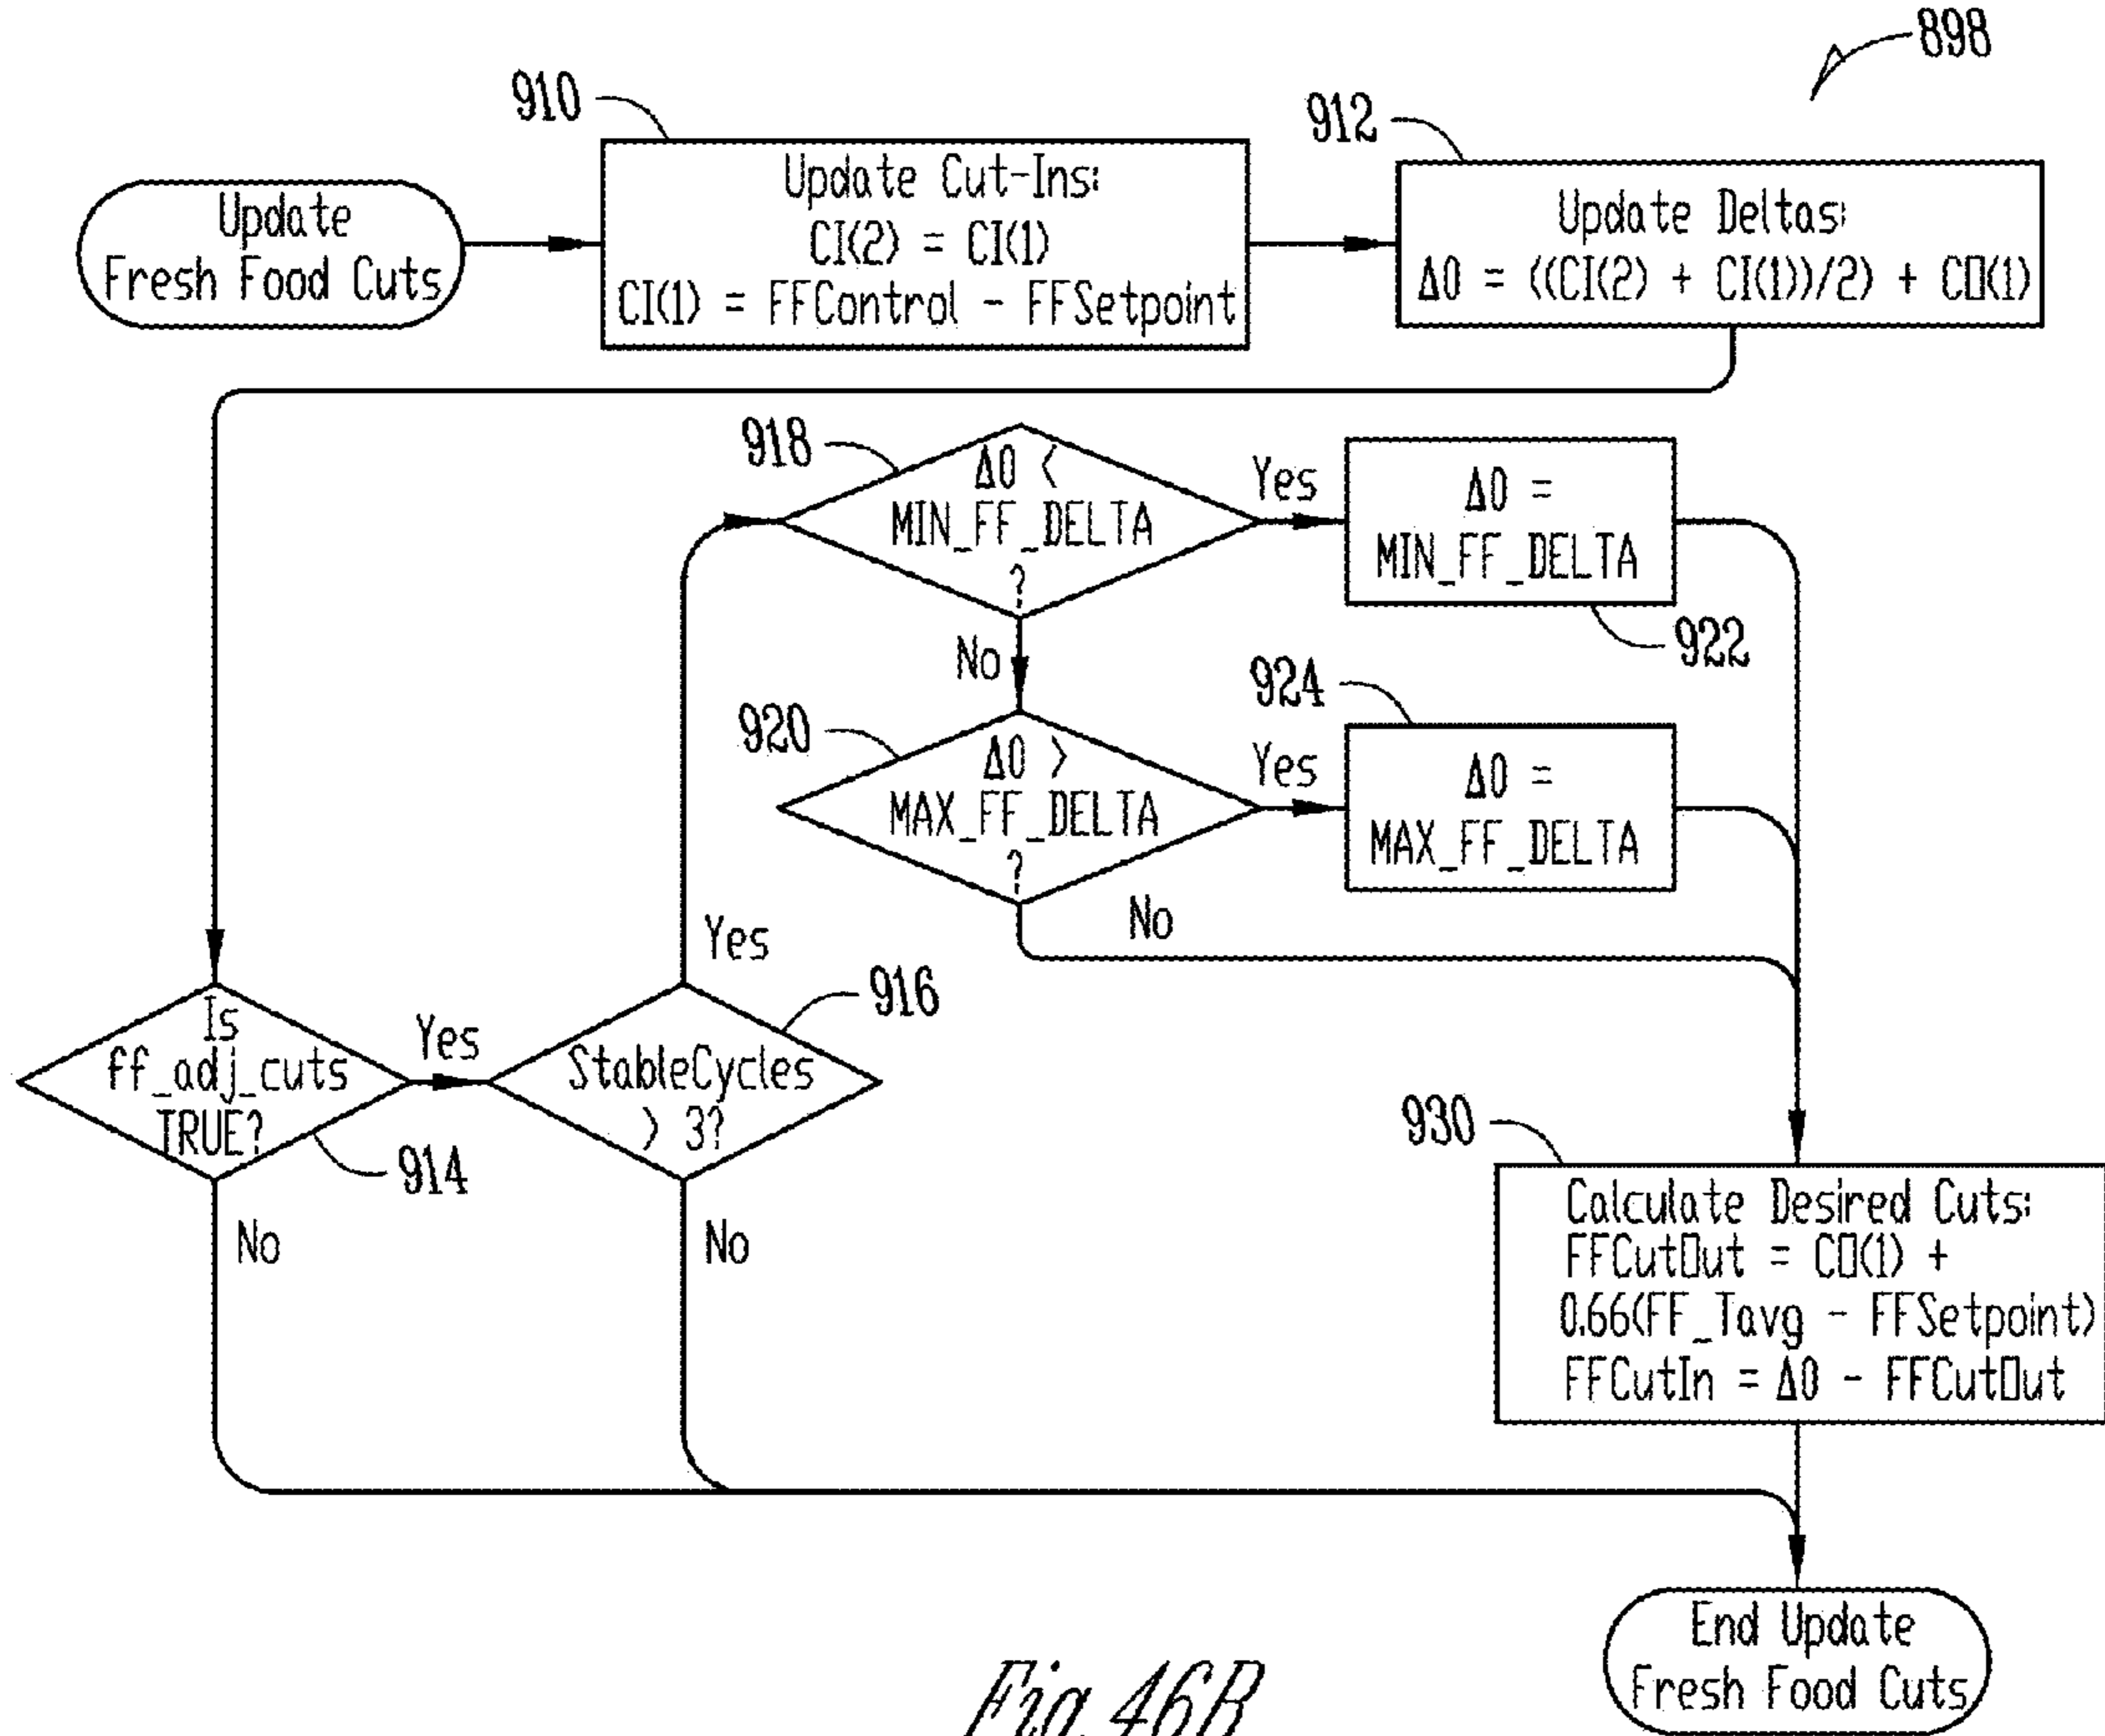 898
910
912
Update
Fresh Food Cuts
Update Cut-Ins:
CI(2) = CI(1)
CI(1) = FFControl - FFSetpoint
Update Deltas:
Δ0 = ((CI(2) + CI(1))/2) + CO(1)
918
Δ0 <
MIN_FF_DELTA
?
Yes
Δ0 =
MIN_FF_DELTA
922
No
920
Δ0 >
MAX_FF_DELTA
?
Yes
924
Δ0 =
MAX_FF_DELTA
No
Is
ff_adj_cuts
TRUE?
914
Yes
StableCycles
> 3?
916
Yes
No
No
930
Calculate Desired Cuts:
FFCutOut = CO(1) +
0.66(FF_Tavg - FFSetpoint)
FFCutIn = Δ0 - FFCutOut
End Update
Fresh Food Cuts
Fig. 46B